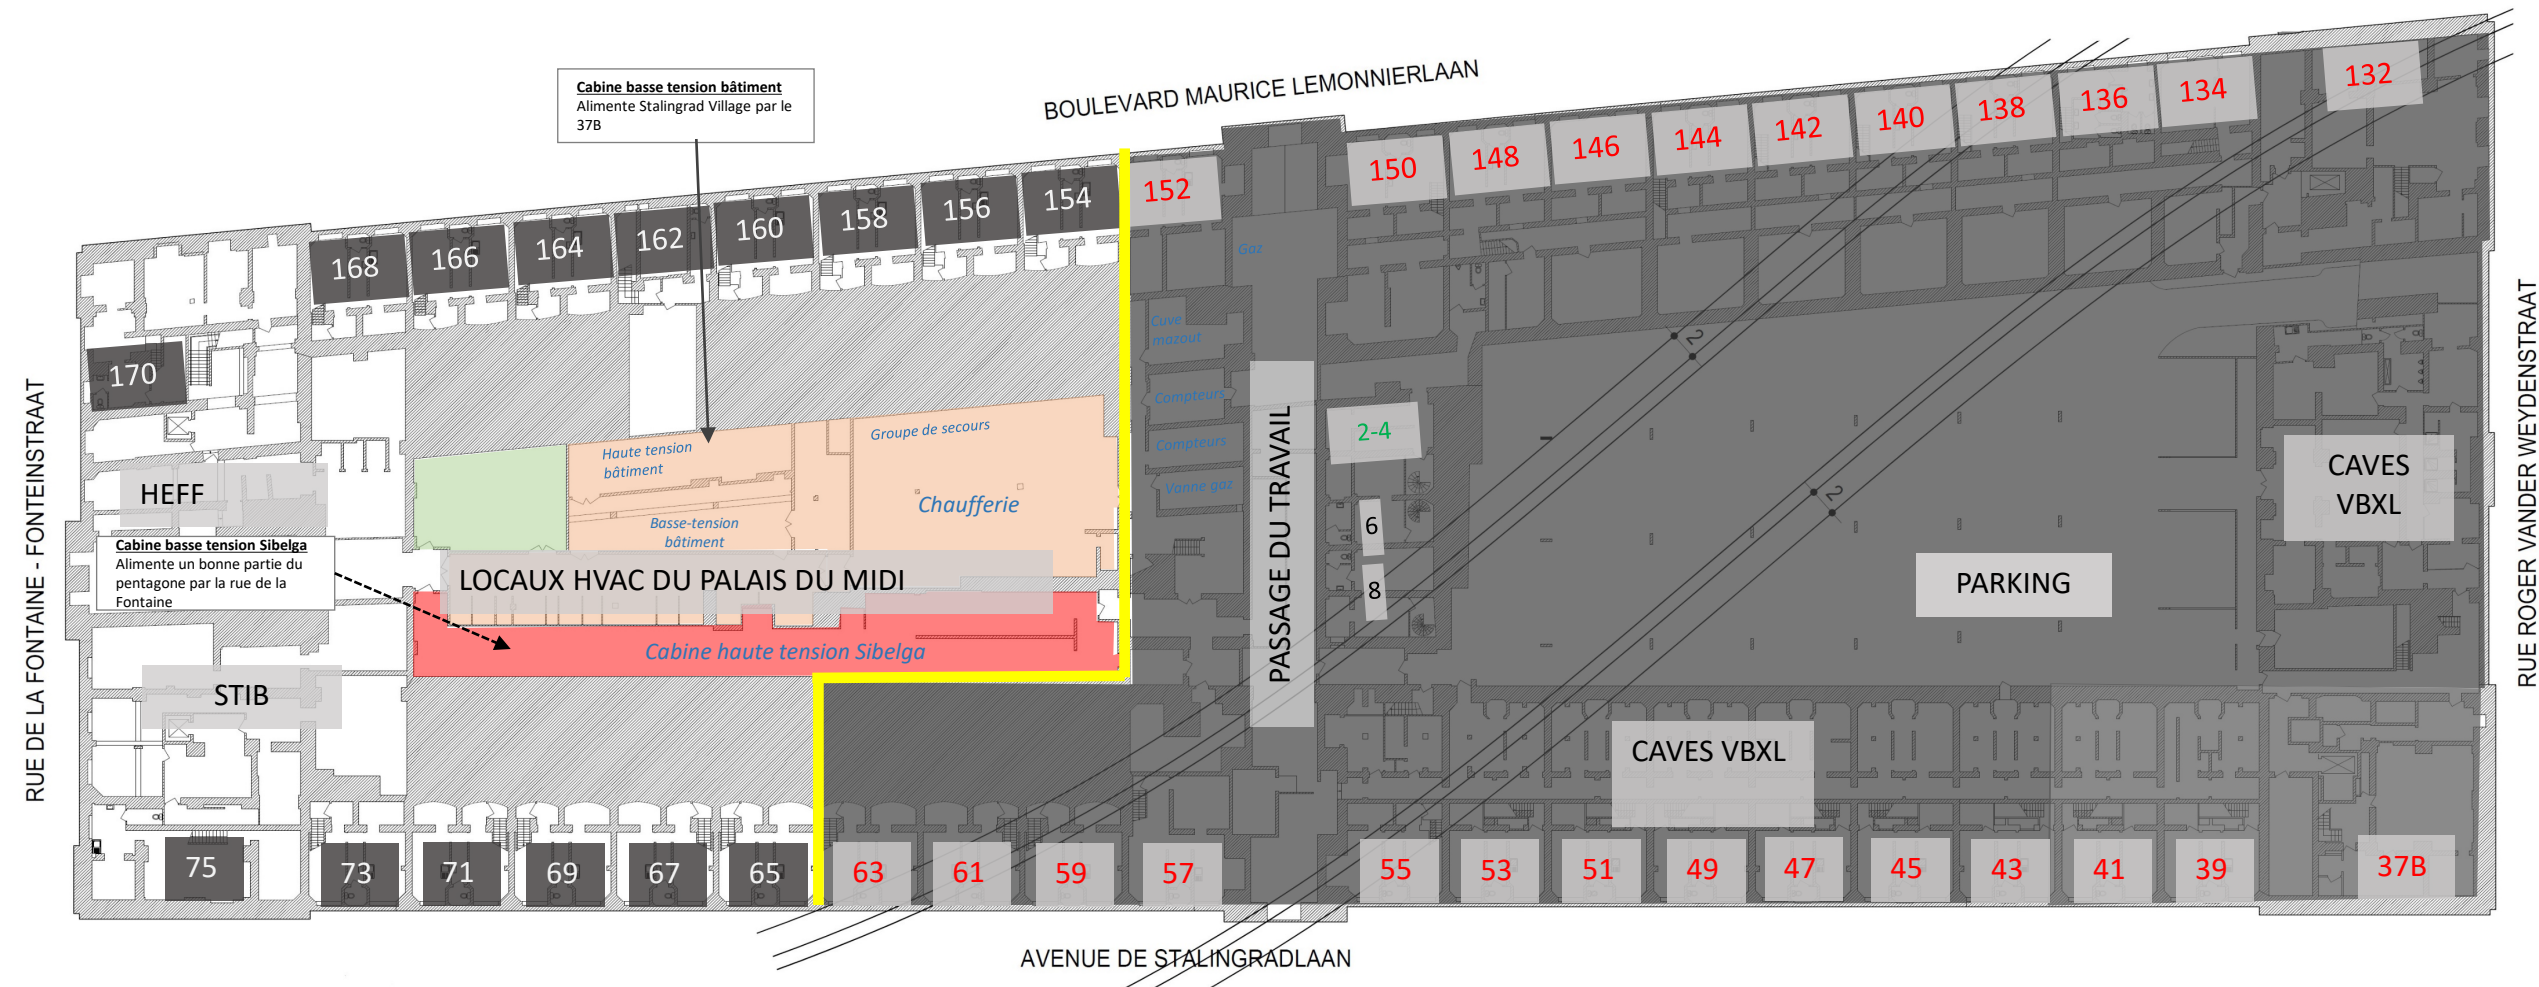 Cabine basse tension bâtiment
Alimente Stalingrad Village par le
37B
BOULEVARD MAURICE LEMONNIERLAAN
132
134
136
138
140
142
144
146
148
150
152
154
156
158
160
162
164
166
168
170
Gaz
Cuve
mazout
Compteurs
Compteurs
Vanne gaz
2
2
2-4
6
8
PASSAGE DU TRAVAIL
PARKING
CAVES
VBXL
CAVES VBXL
RUE ROGER VANDER WEYDENSTRAAT
RUE DE LA FONTAINE - FONTEINSTRAAT
HEFF
Cabine basse tension Sibelga
Alimente un bonne partie du
pentagone par la rue de la
Fontaine
STIB
Haute tension
bâtiment
Groupe de secours
Chaufferie
Basse-tension
bâtiment
LOCAUX HVAC DU PALAIS DU MIDI
Cabine haute tension Sibelga
75
73
71
69
67
65
63
61
59
57
55
53
51
49
47
45
43
41
39
37B
AVENUE DE STALINGRADLAAN